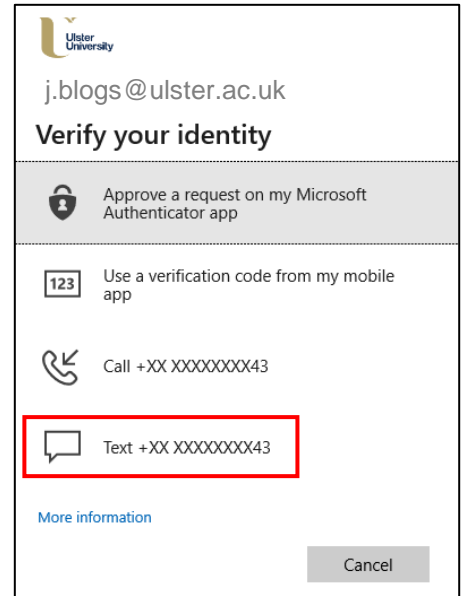 Ulster
University
j.blogs@ulster.ac.uk
Verify your identity
Approve a request on my Microsoft
Authenticator app
123
Use a verification code from my mobile
app
Call +XX XXXXXXXX43
Text +XX XXXXXXXX43
More information
Cancel